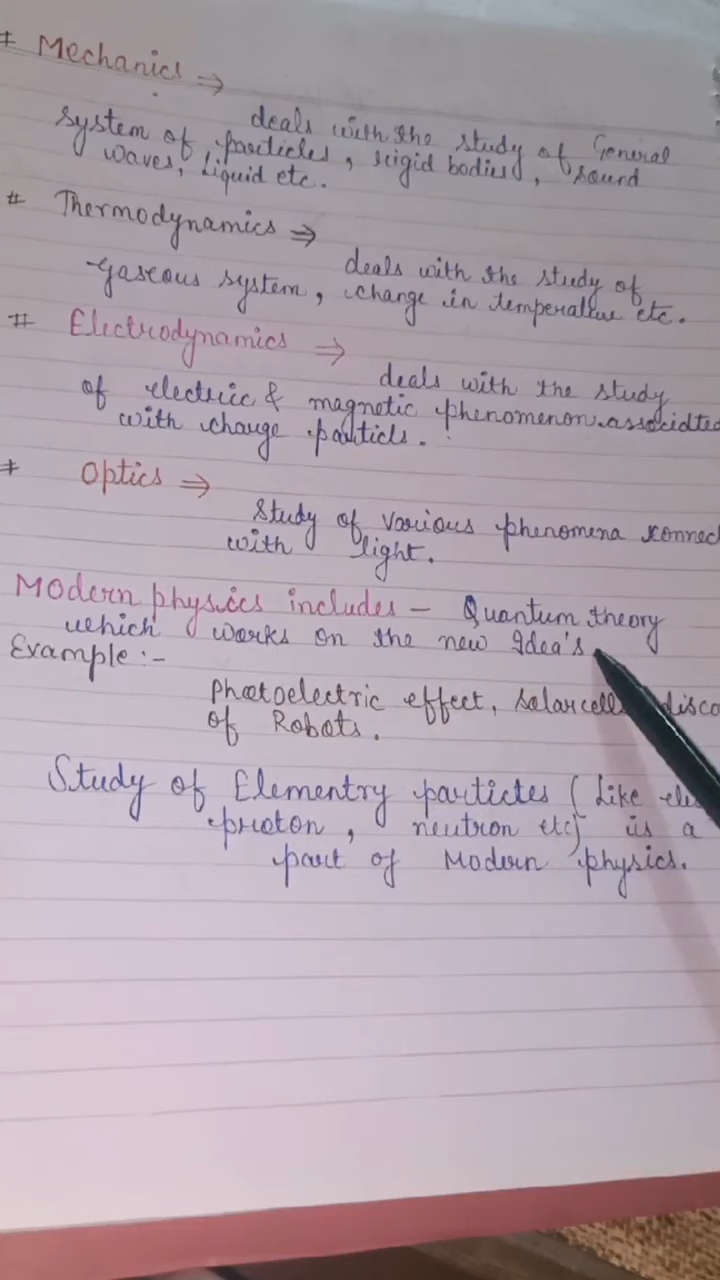 # Mechanics ⇒
deals with the study of General
system of particles, rigid bodies, sound
waves, liquid etc.
# Thermodynamics ⇒
deals with the study of
gaseous system, change in temperature etc.
# Electrodynamics ⇒
deals with the study
of electric & magnetic phenomenon associated
with charge particls.
# Optics ⇒
Study of various phenomena connec
with light.
Modern physics includes - Quantum theory
which works on the new Idea's
Example :-
Photoelectric effect, Solarcell disco
of Robots.
Study of Elementry particles (Like ele
proton, neutron etc) is a
part of Modern physics.